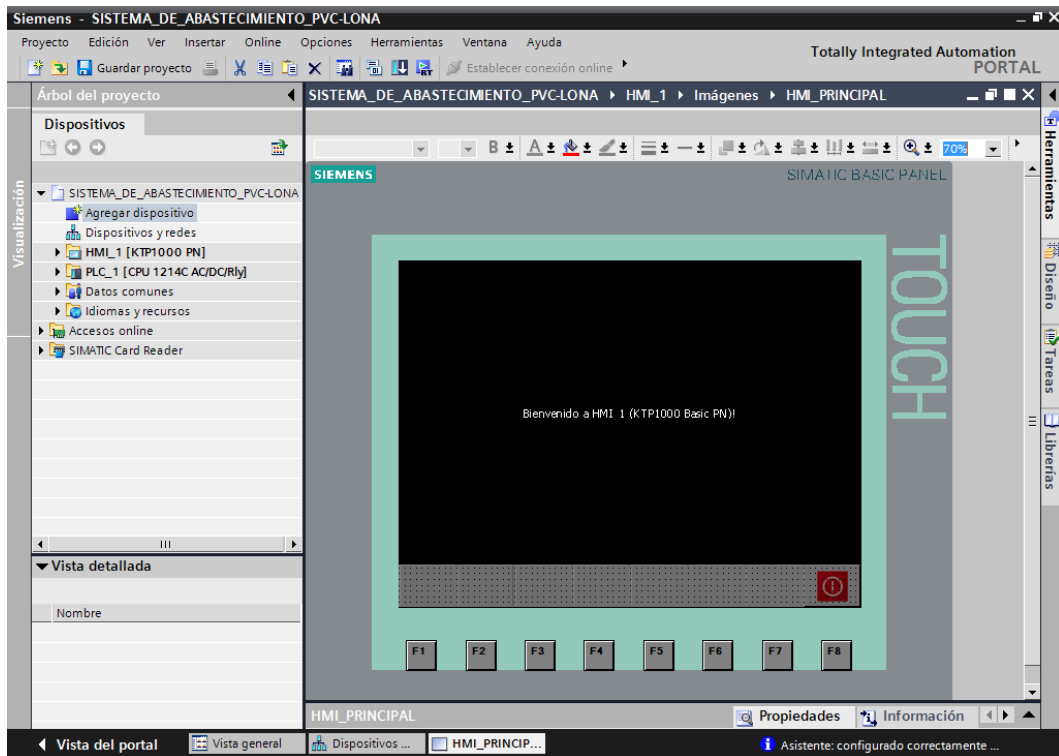 Siemens - SISTEMA_DE_ABASTECIMIENTO_PVC-LONA
Proyecto Edición Ver Insertar Online Opciones Herramientas Ventana Ayuda
Totally Integrated Automation
PORTAL
Guardar proyecto
Establecer conexión online
Árbol del proyecto
SISTEMA_DE_ABASTECIMIENTO_PVC-LONA HMI_1 Imágenes HMI_PRINCIPAL
Dispositivos
B A 70%
Visualización
SISTEMA_DE_ABASTECIMIENTO_PVC-LONA
Agregar dispositivo
Dispositivos y redes
HMI_1 [KTP1000 PN]
PLC_1 [CPU 1214C AC/DC/Rly]
Datos comunes
Idiomas y recursos
Accesos online
SIMATIC Card Reader
Vista detallada
Nombre
SIEMENS
SIMATIC BASIC PANEL
TOUCH
Bienvenido a HMI 1 (KTP1000 Basic PN)!
F1 F2 F3 F4 F5 F6 F7 F8
Herramientas
Diseño
Tareas
Librerías
HMI_PRINCIPAL
Propiedades
Información
Vista del portal
Vista general
Dispositivos ...
HMI_PRINCIP...
Asistente: configurado correctamente ...